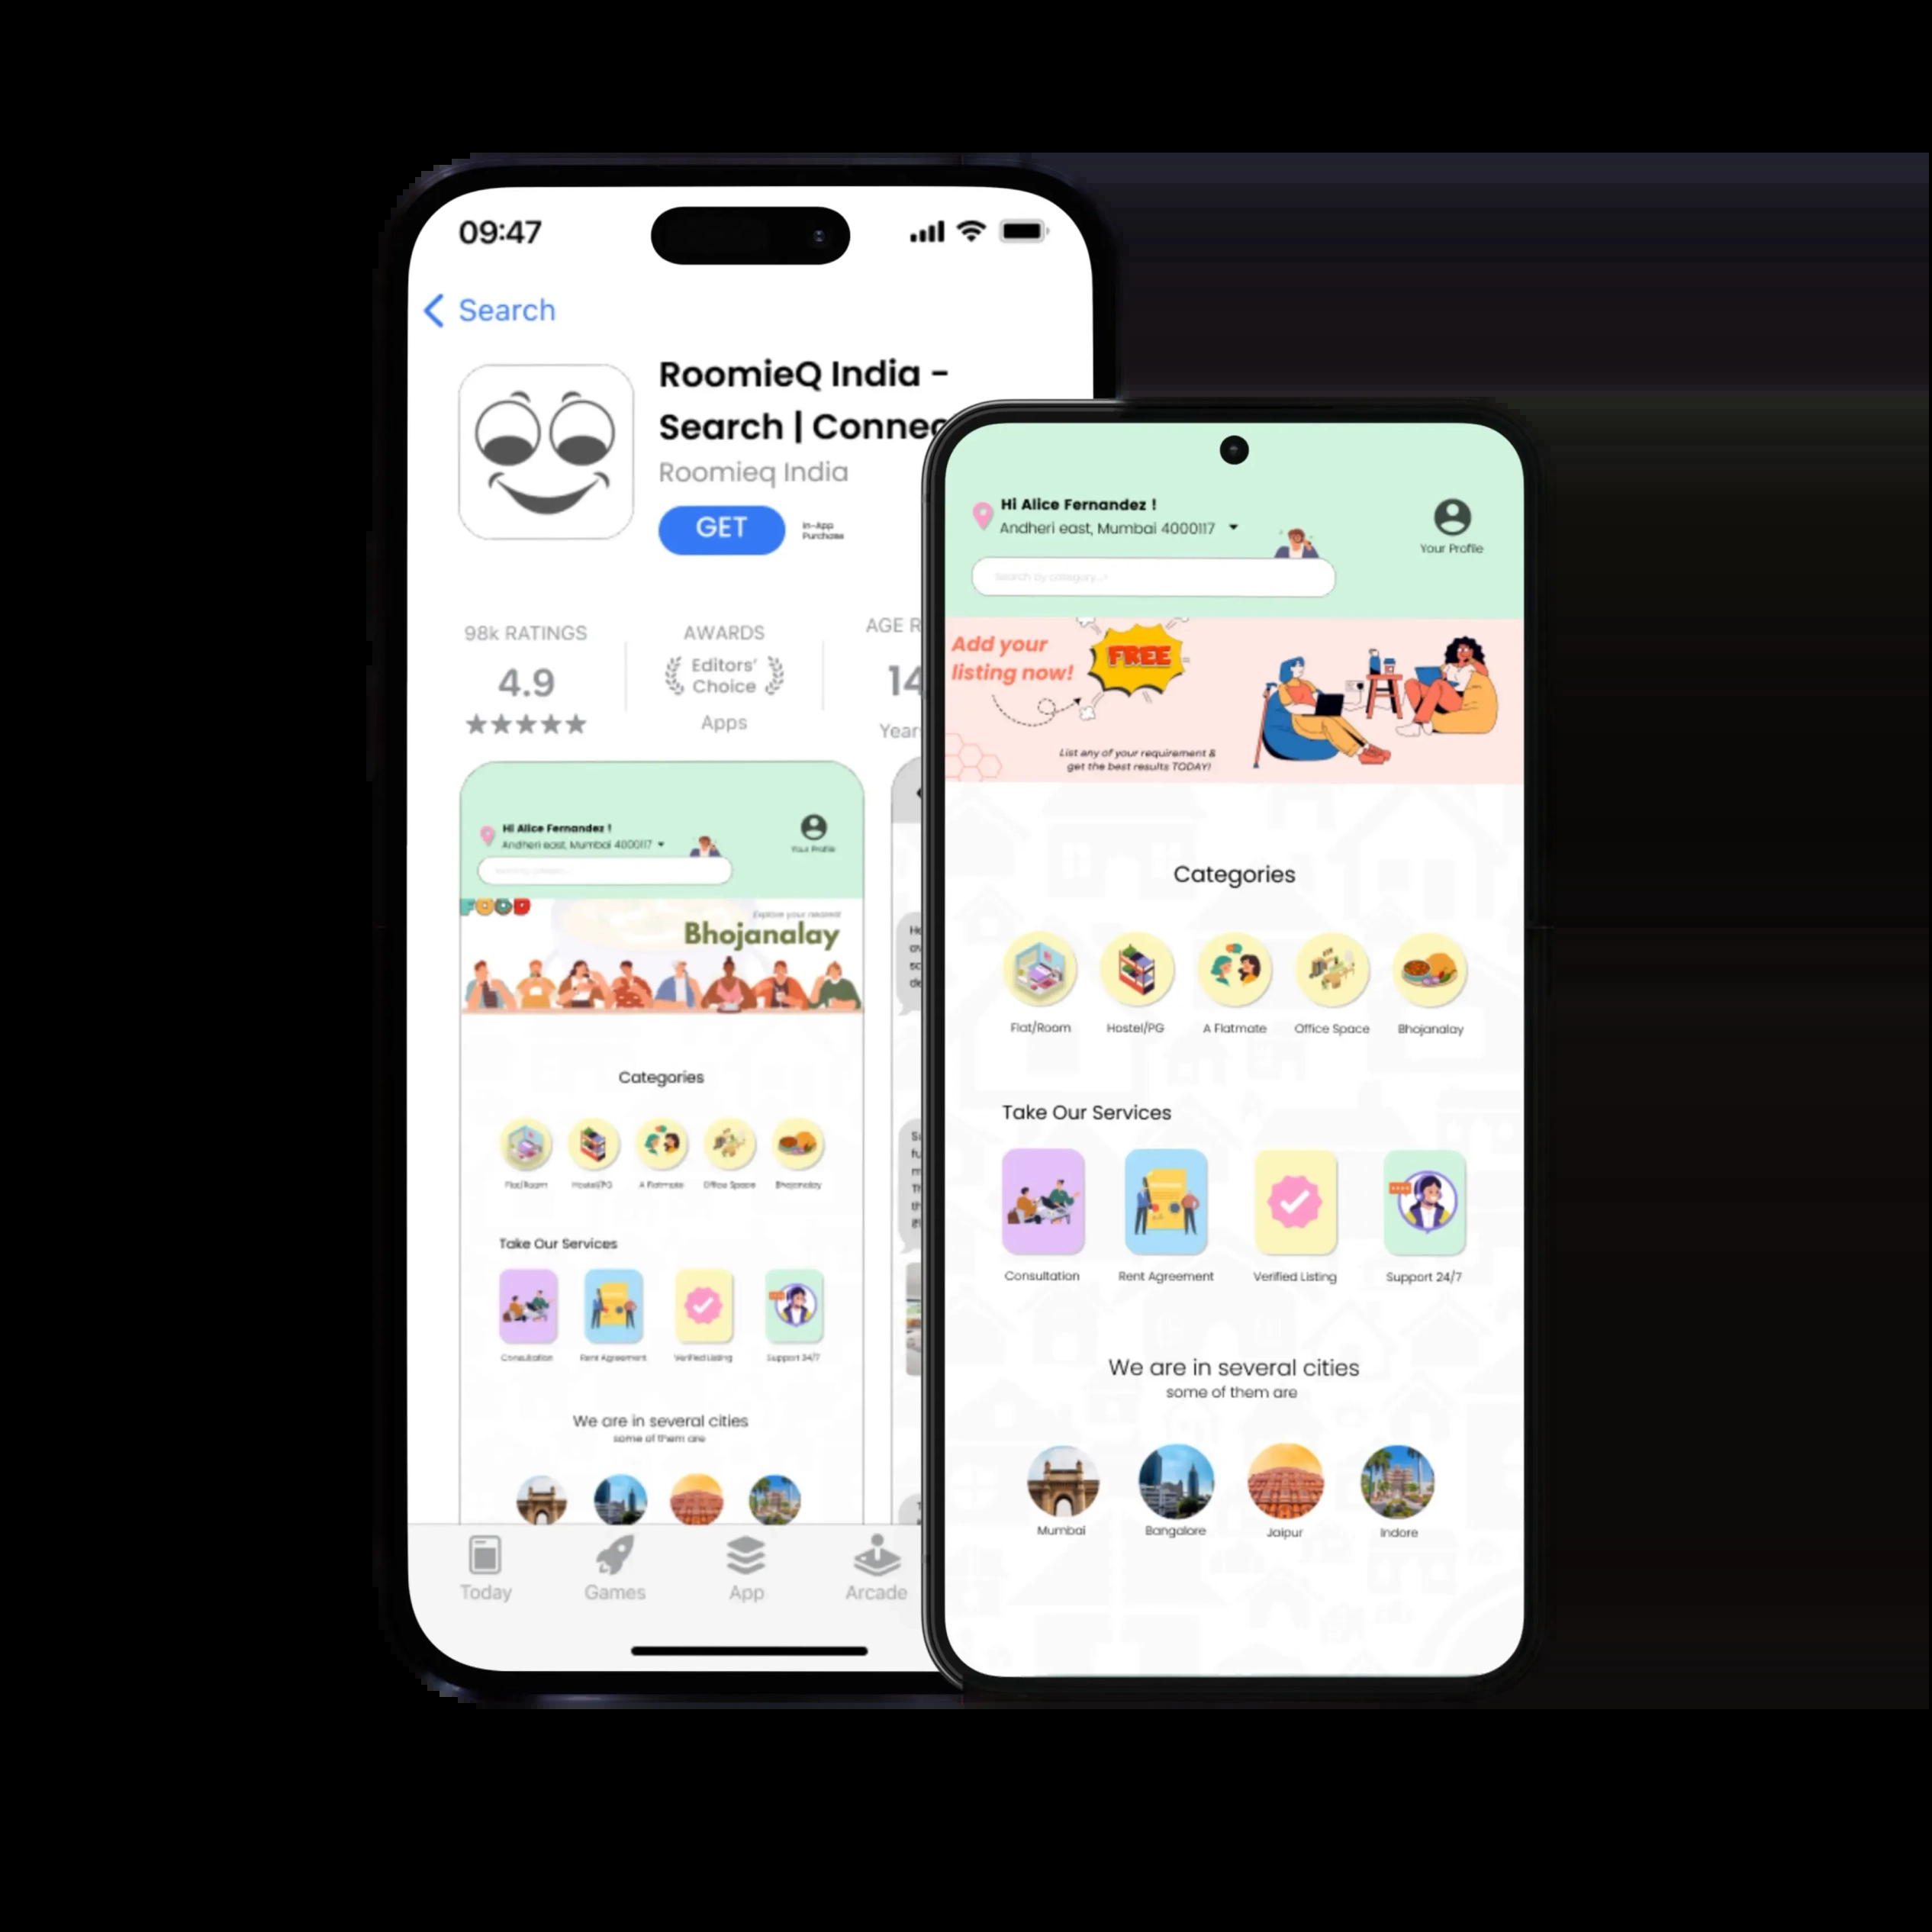 09:47
Search
RoomieQ India -
Search | Connec
Roomieq India
GET
In-App
Purchase
98k RATINGS
4.9
AWARDS
Editors'
Choice
Apps
AGE R
14
Year
Hi Alice Fernandez !
Andheri east, Mumbai 4000117
Your Profile
FOOD
Explore your nearest
Bhojanalay
Categories
Flat/Room
Hostel/PG
A Flatmate
Office Space
Bhojanalay
Take Our Services
Consultation
Rent Agreement
Verified Listing
Support 24/7
We are in several cities
some of them are
Today
Games
App
Arcade
Hi Alice Fernandez !
Andheri east, Mumbai 4000117
Your Profile
Search by category...
Add your
listing now!
FREE
List any of your requirement &
get the best results TODAY!
Categories
Flat/Room
Hostel/PG
A Flatmate
Office Space
Bhojanalay
Take Our Services
Consultation
Rent Agreement
Verified Listing
Support 24/7
We are in several cities
some of them are
Mumbai
Bangalore
Jaipur
Indore